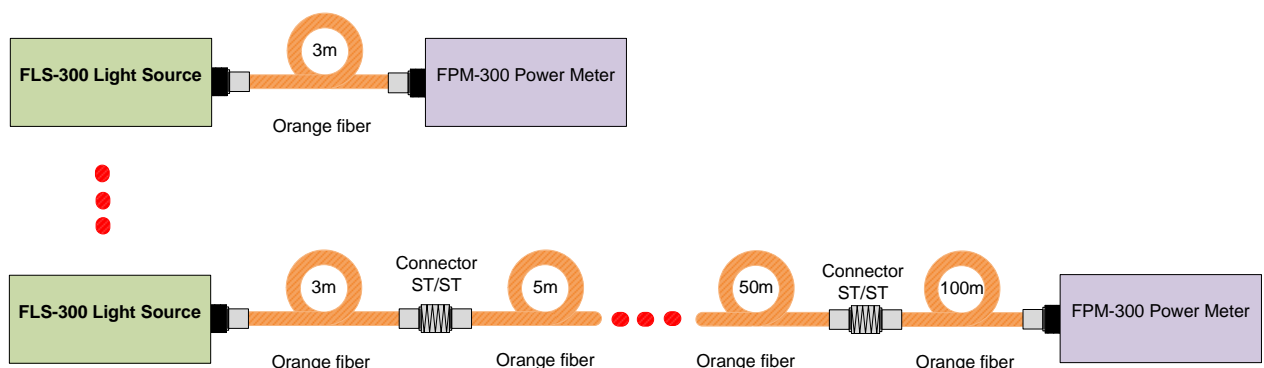 FLS-300 Light Source
3m
FPM-300 Power Meter
Orange fiber
FLS-300 Light Source
3m
Connector
ST/ST
5m
50m
Connector
ST/ST
100m
FPM-300 Power Meter
Orange fiber
Orange fiber
Orange fiber
Orange fiber